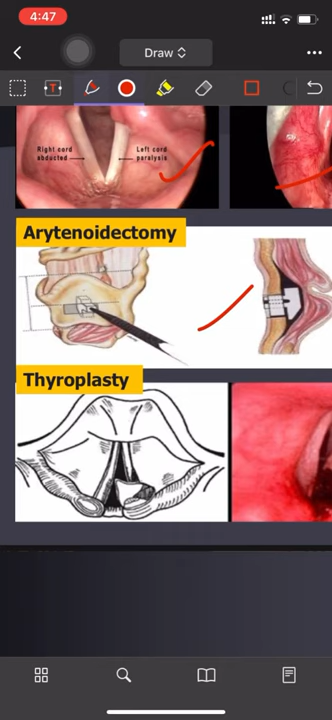 4:47
Draw
T
Right cord
abducted
Left cord
paralysis
Arytenoidectomy
Thyroplasty